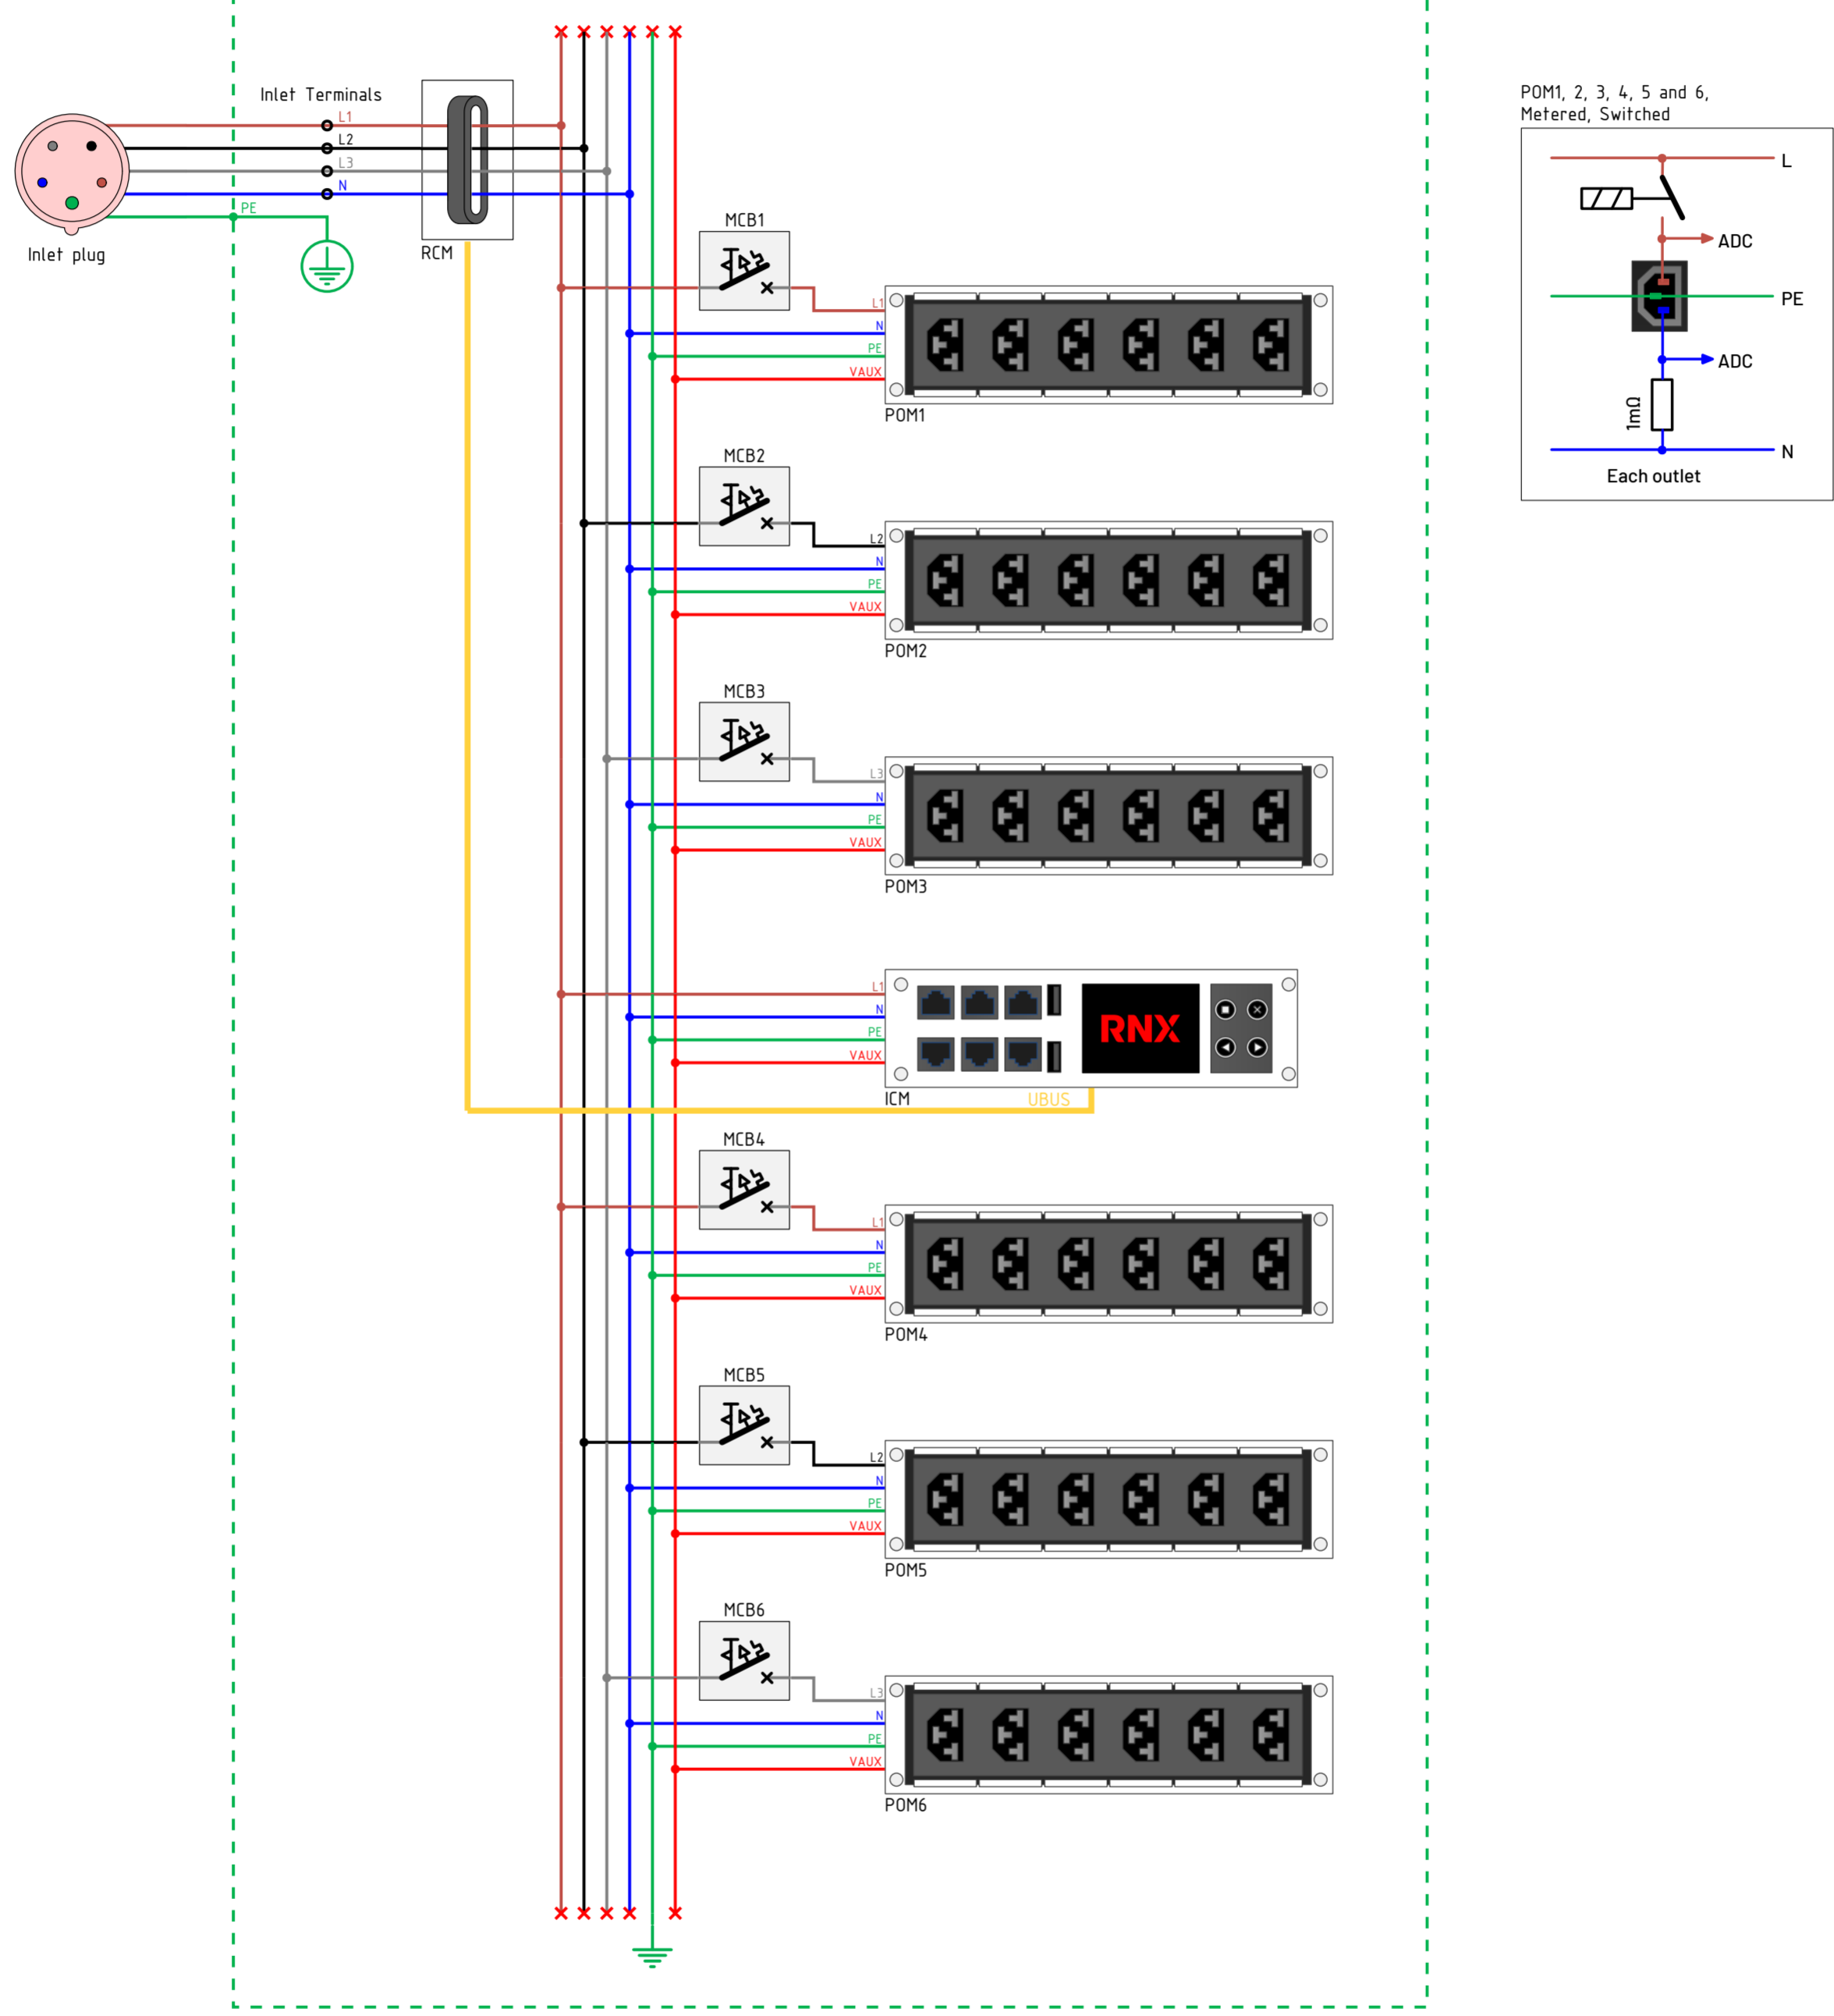 Inlet Terminals
L1
L2
L3
N
PE
Inlet plug
RCM
MCB1
L1
N
PE
VAUX
POM1
MCB2
L2
N
PE
VAUX
POM2
MCB3
L3
N
PE
VAUX
POM3
L1
N
PE
VAUX
RNX
ICM
UBUS
MCB4
L1
N
PE
VAUX
POM4
MCB5
L2
N
PE
VAUX
POM5
MCB6
L3
N
PE
VAUX
POM6
POM1, 2, 3, 4, 5 and 6,
Metered, Switched
L
ADC
PE
ADC
1mΩ
N
Each outlet